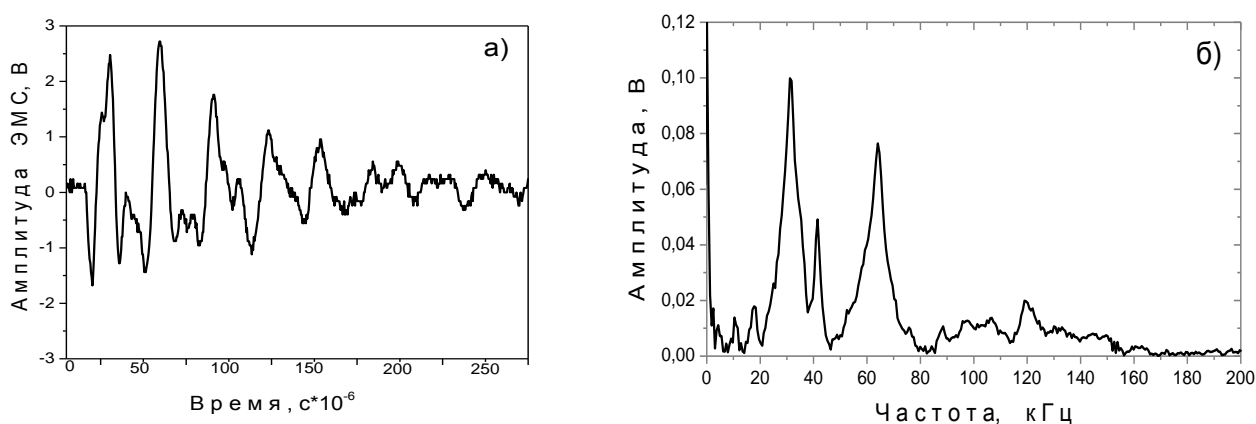 а)
3
2
1
0
-1
-2
-3
Амплитуда ЭМС, В
0 50 100 150 200 250
Время, с*10⁻⁶
б)
0,12
0,10
0,08
0,06
0,04
0,02
0,00
Амплитуда, В
0 20 40 60 80 100 120 140 160 180 200
Частота, кГц